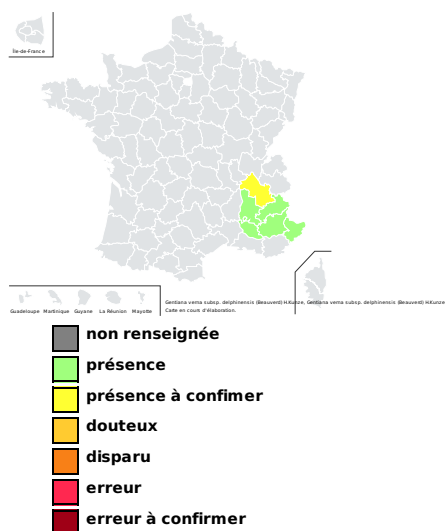 Île-de-France
Guadeloupe Martinique Guyane La Réunion Mayotte
Gentiana verna subsp. delphinensis (Beauverd) H.Kunze, Gentiana verna subsp. delphinensis (Beauverd) H.Kunze
Carte en cours d'élaboration.
non renseignée
présence
présence à confimer
douteux
disparu
erreur
erreur à confirmer